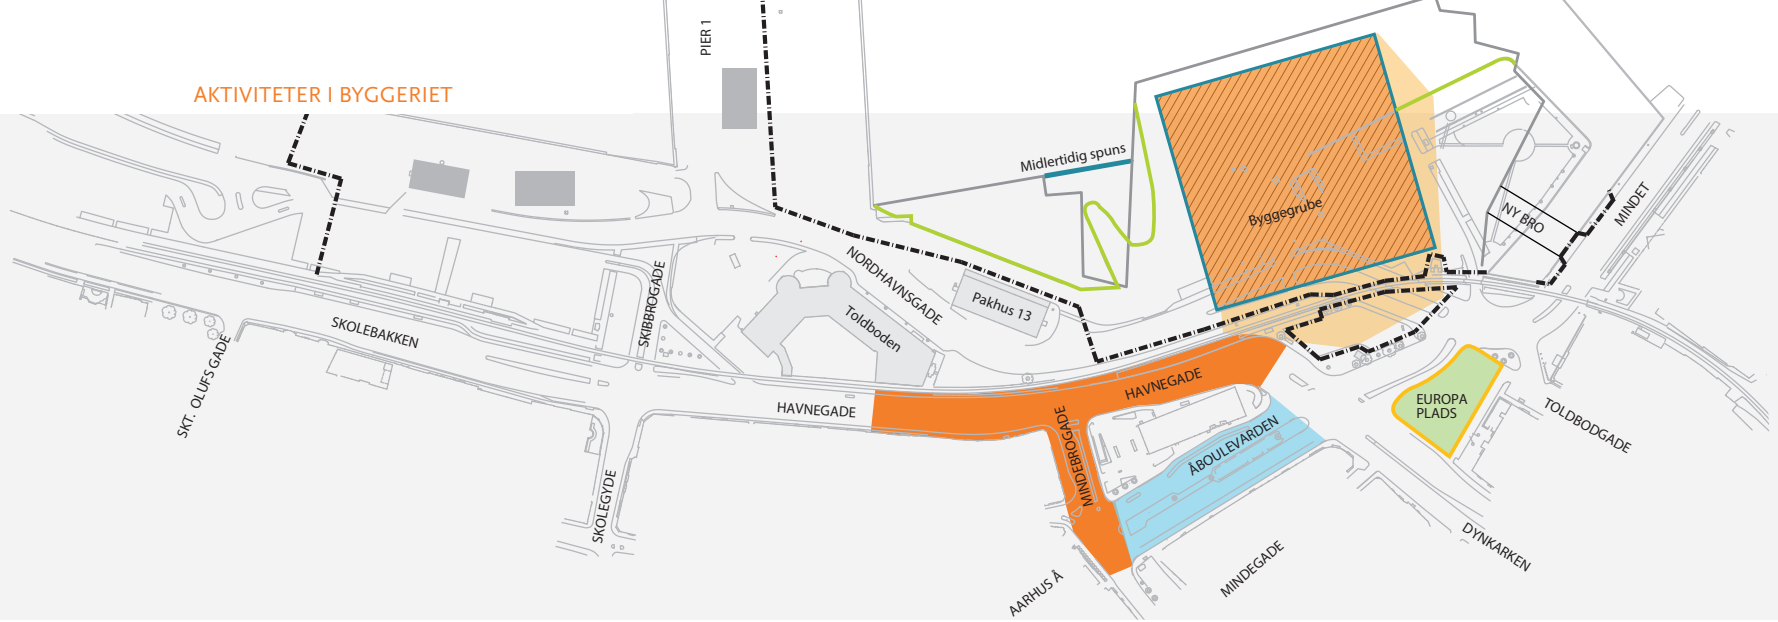 PIER 1
AKTIVITETER I BYGGERIET
Midlertidig spuns
Byggegrube
NY BRO
MINDET
NORDHAVNSGADE
Pakhus 13
Toldboden
SKIBBROGADE
SKOLEBAKKEN
SKT. OLUFS GADE
HAVNEGADE
HAVNEGADE
MINDEBROGADE
ÅBOULEVARDEN
EUROPA
PLADS
TOLDBODGADE
SKOLEGYDE
DYNKARKEN
MINDEGADE
AARHUS Å